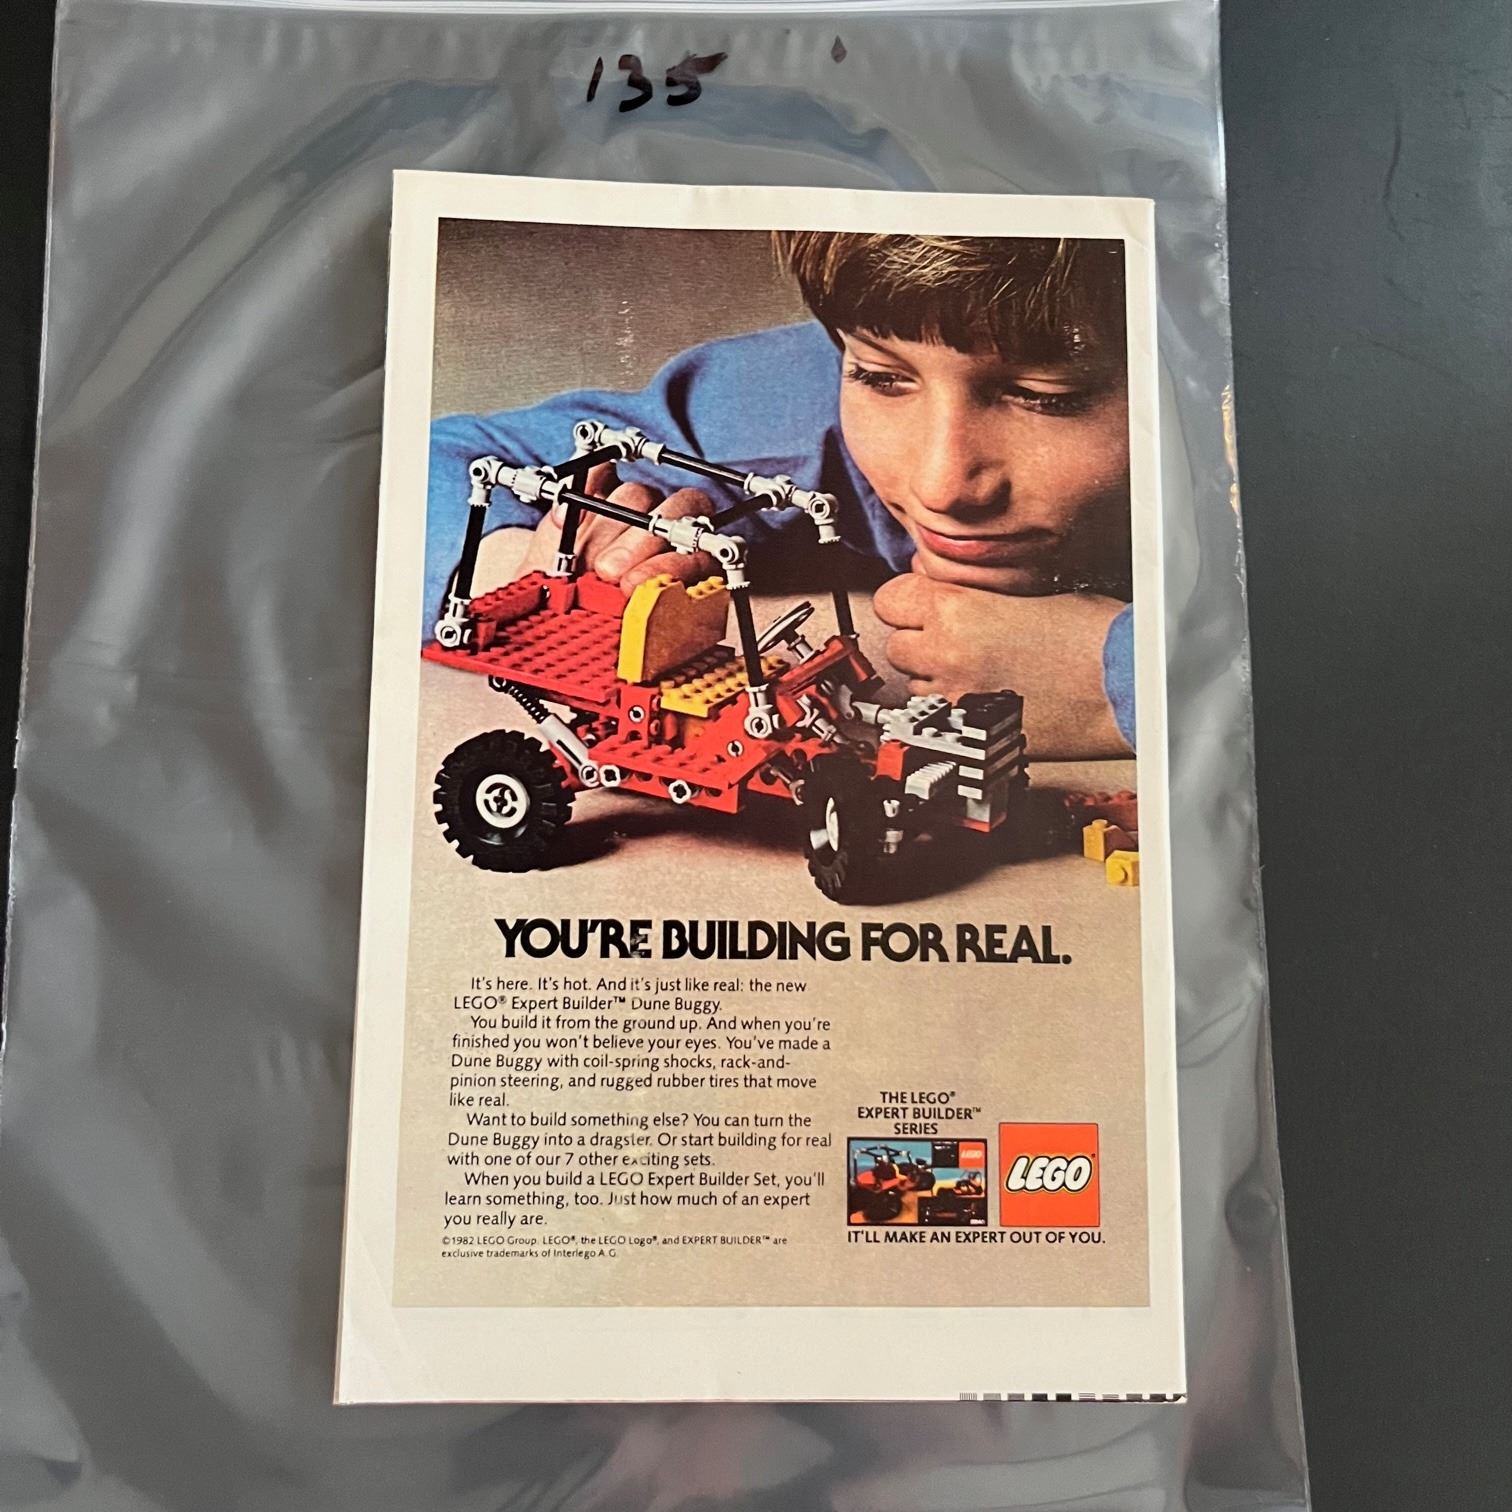 135
YOU'RE BUILDING FOR REAL.
It's here. It's hot. And it's just like real: the new
LEGO® Expert Builder™ Dune Buggy.
You build it from the ground up. And when you're
finished you won't believe your eyes. You've made a
Dune Buggy with coil-spring shocks, rack-and-
pinion steering, and rugged rubber tires that move
like real.
Want to build something else? You can turn the
Dune Buggy into a dragster. Or start building for real
with one of our 7 other exciting sets.
When you build a LEGO Expert Builder Set, you'll
learn something, too. Just how much of an expert
you really are.
©1982 LEGO Group. LEGO®, the LEGO Logo®, and EXPERT BUILDER™ are
exclusive trademarks of Interlego A.G.
THE LEGO®
EXPERT BUILDER™
SERIES
LEGO
LEGO®
IT'LL MAKE AN EXPERT OUT OF YOU.